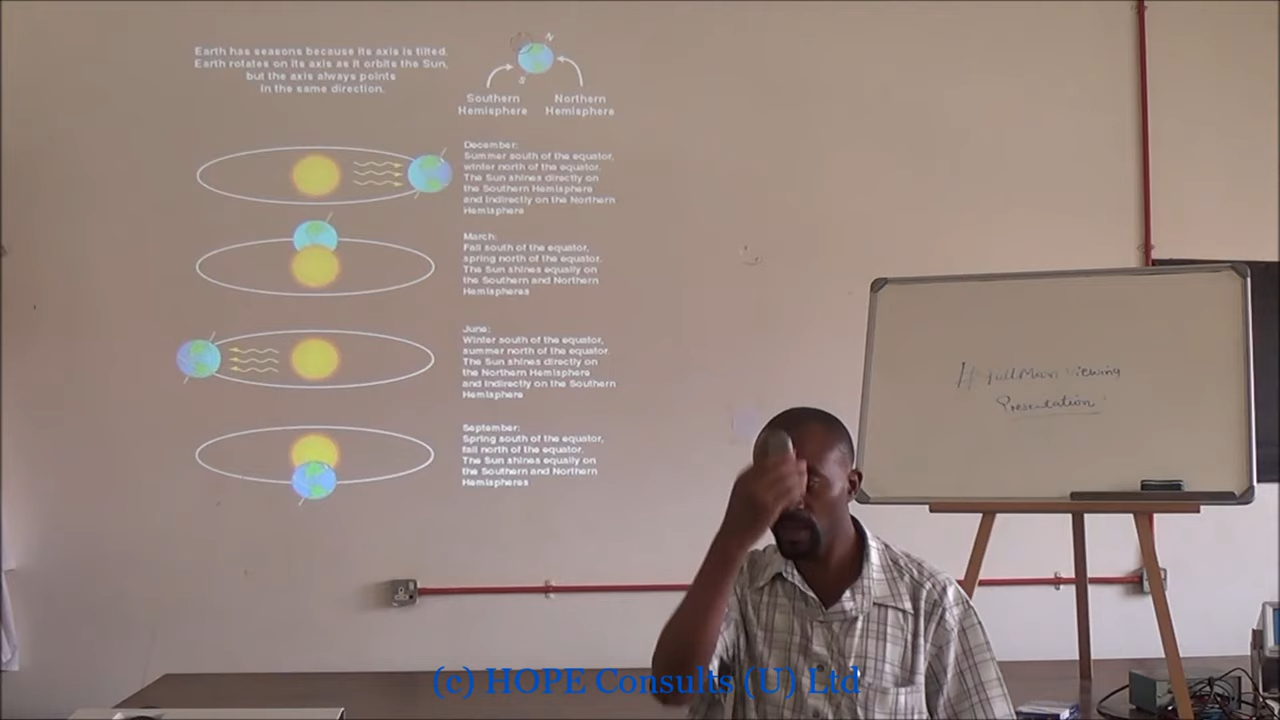 Earth has seasons because its axis is tilted.
Earth rotates on its axis as it orbits the Sun,
but the axis always points
in the same direction.
N
S
Southern
Hemisphere
Northern
Hemisphere
December:
Summer south of the equator,
winter north of the equator.
The Sun shines directly on
the Southern Hemisphere
and indirectly on the Northern
Hemisphere
March:
Fall south of the equator,
spring north of the equator.
The Sun shines equally on
the Southern and Northern
Hemispheres
June:
Winter south of the equator,
summer north of the equator.
The Sun shines directly on
the Northern Hemisphere
and indirectly on the Southern
Hemisphere
September:
Spring south of the equator,
fall north of the equator.
The Sun shines equally on
the Southern and Northern
Hemispheres
# FullMoon Viewing
Presentation
(c) HOPE Consults (U) Ltd